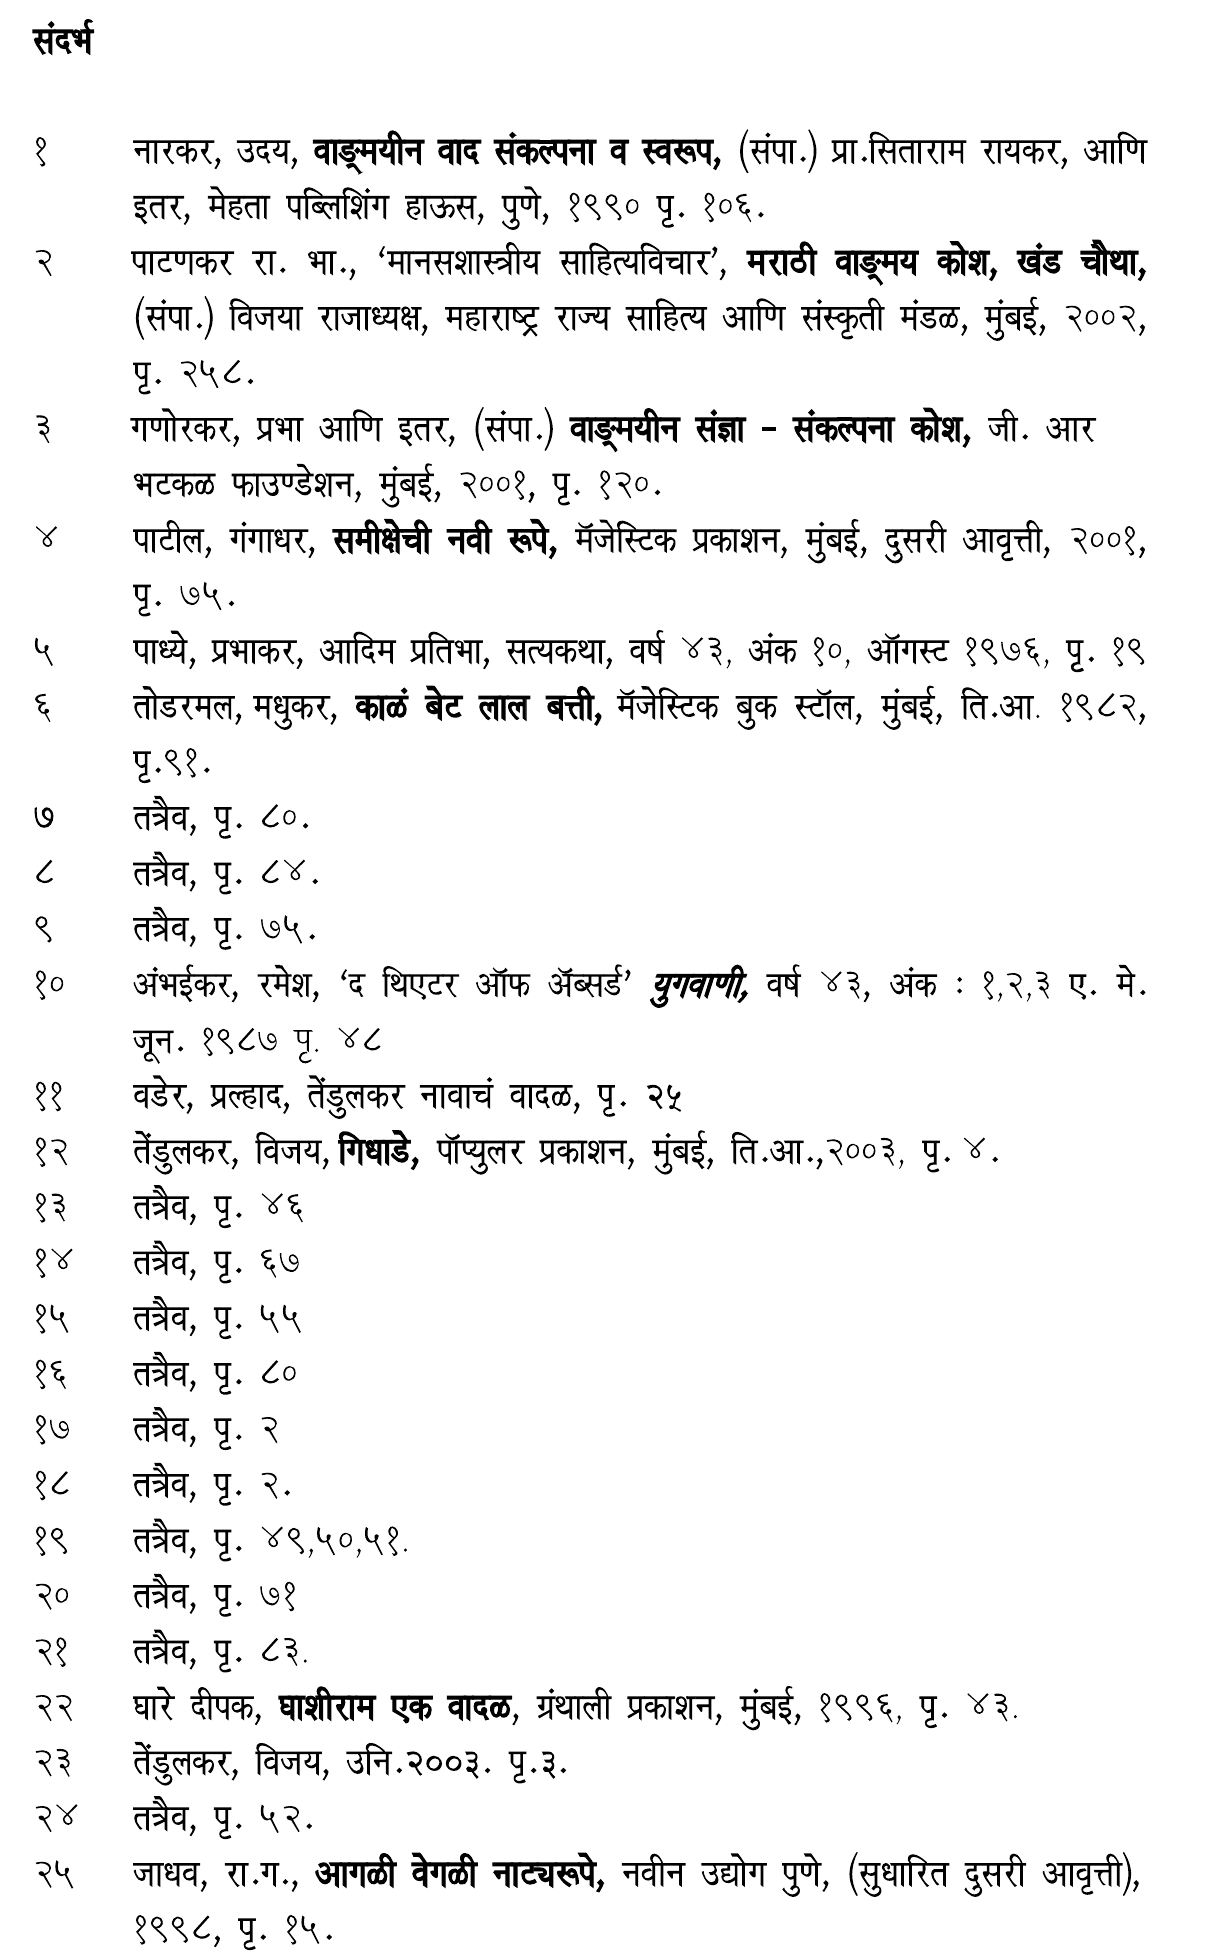 संदर्भ
१ नारकर, उदय, वाङ्मयीन वाद संकल्पना व स्वरूप, (संपा.) प्रा.सिताराम रायकर, आणि
इतर, मेहता पब्लिशिंग हाऊस, पुणे, १९९० पृ. १०६.
२ पाटणकर रा. भा., ‘मानसशास्त्रीय साहित्यविचार’, मराठी वाङ्मय कोश, खंड चौथा,
(संपा.) विजया राजाध्यक्ष, महाराष्ट्र राज्य साहित्य आणि संस्कृती मंडळ, मुंबई, २००२,
पृ. २५८.
३ गणोरकर, प्रभा आणि इतर, (संपा.) वाङ्मयीन संज्ञा – संकल्पना कोश, जी. आर
भटकळ फाउण्डेशन, मुंबई, २००१, पृ. १२०.
४ पाटील, गंगाधर, समीक्षेची नवी रूपे, मॅजेस्टिक प्रकाशन, मुंबई, दुसरी आवृत्ती, २००१,
पृ. ७५.
५ पाध्ये, प्रभाकर, आदिम प्रतिभा, सत्यकथा, वर्ष ४३, अंक १०, ऑगस्ट १९७६, पृ. १९
६ तोडरमल, मधुकर, काळं बेट लाल बत्ती, मॅजेस्टिक बुक स्टॉल, मुंबई, ति.आ. १९८२,
पृ.९१.
७ तत्रैव, पृ. ८०.
८ तत्रैव, पृ. ८४.
९ तत्रैव, पृ. ७५.
१० अंभईकर, रमेश, ‘द थिएटर ऑफ ॲब्सर्ड’ युगवाणी, वर्ष ४३, अंक : १,२,३ ए. मे.
जून. १९८७ पृ. ४८
११ वडेर, प्रल्हाद, तेंडुलकर नावाचं वादळ, पृ. २५
१२ तेंडुलकर, विजय, गिधाडे, पॉप्युलर प्रकाशन, मुंबई, ति.आ.,२००३, पृ. ४.
१३ तत्रैव, पृ. ४६
१४ तत्रैव, पृ. ६७
१५ तत्रैव, पृ. ५५
१६ तत्रैव, पृ. ८०
१७ तत्रैव, पृ. २
१८ तत्रैव, पृ. २.
१९ तत्रैव, पृ. ४९,५०,५१.
२० तत्रैव, पृ. ७१
२१ तत्रैव, पृ. ८३.
२२ घारे दीपक, घाशीराम एक वादळ, ग्रंथाली प्रकाशन, मुंबई, १९९६, पृ. ४३.
२३ तेंडुलकर, विजय, उनि.२००३. पृ.३.
२४ तत्रैव, पृ. ५२.
२५ जाधव, रा.ग., आगळी वेगळी नाट्यरूपे, नवीन उद्योग पुणे, (सुधारित दुसरी आवृत्ती),
१९९८, पृ. १५.